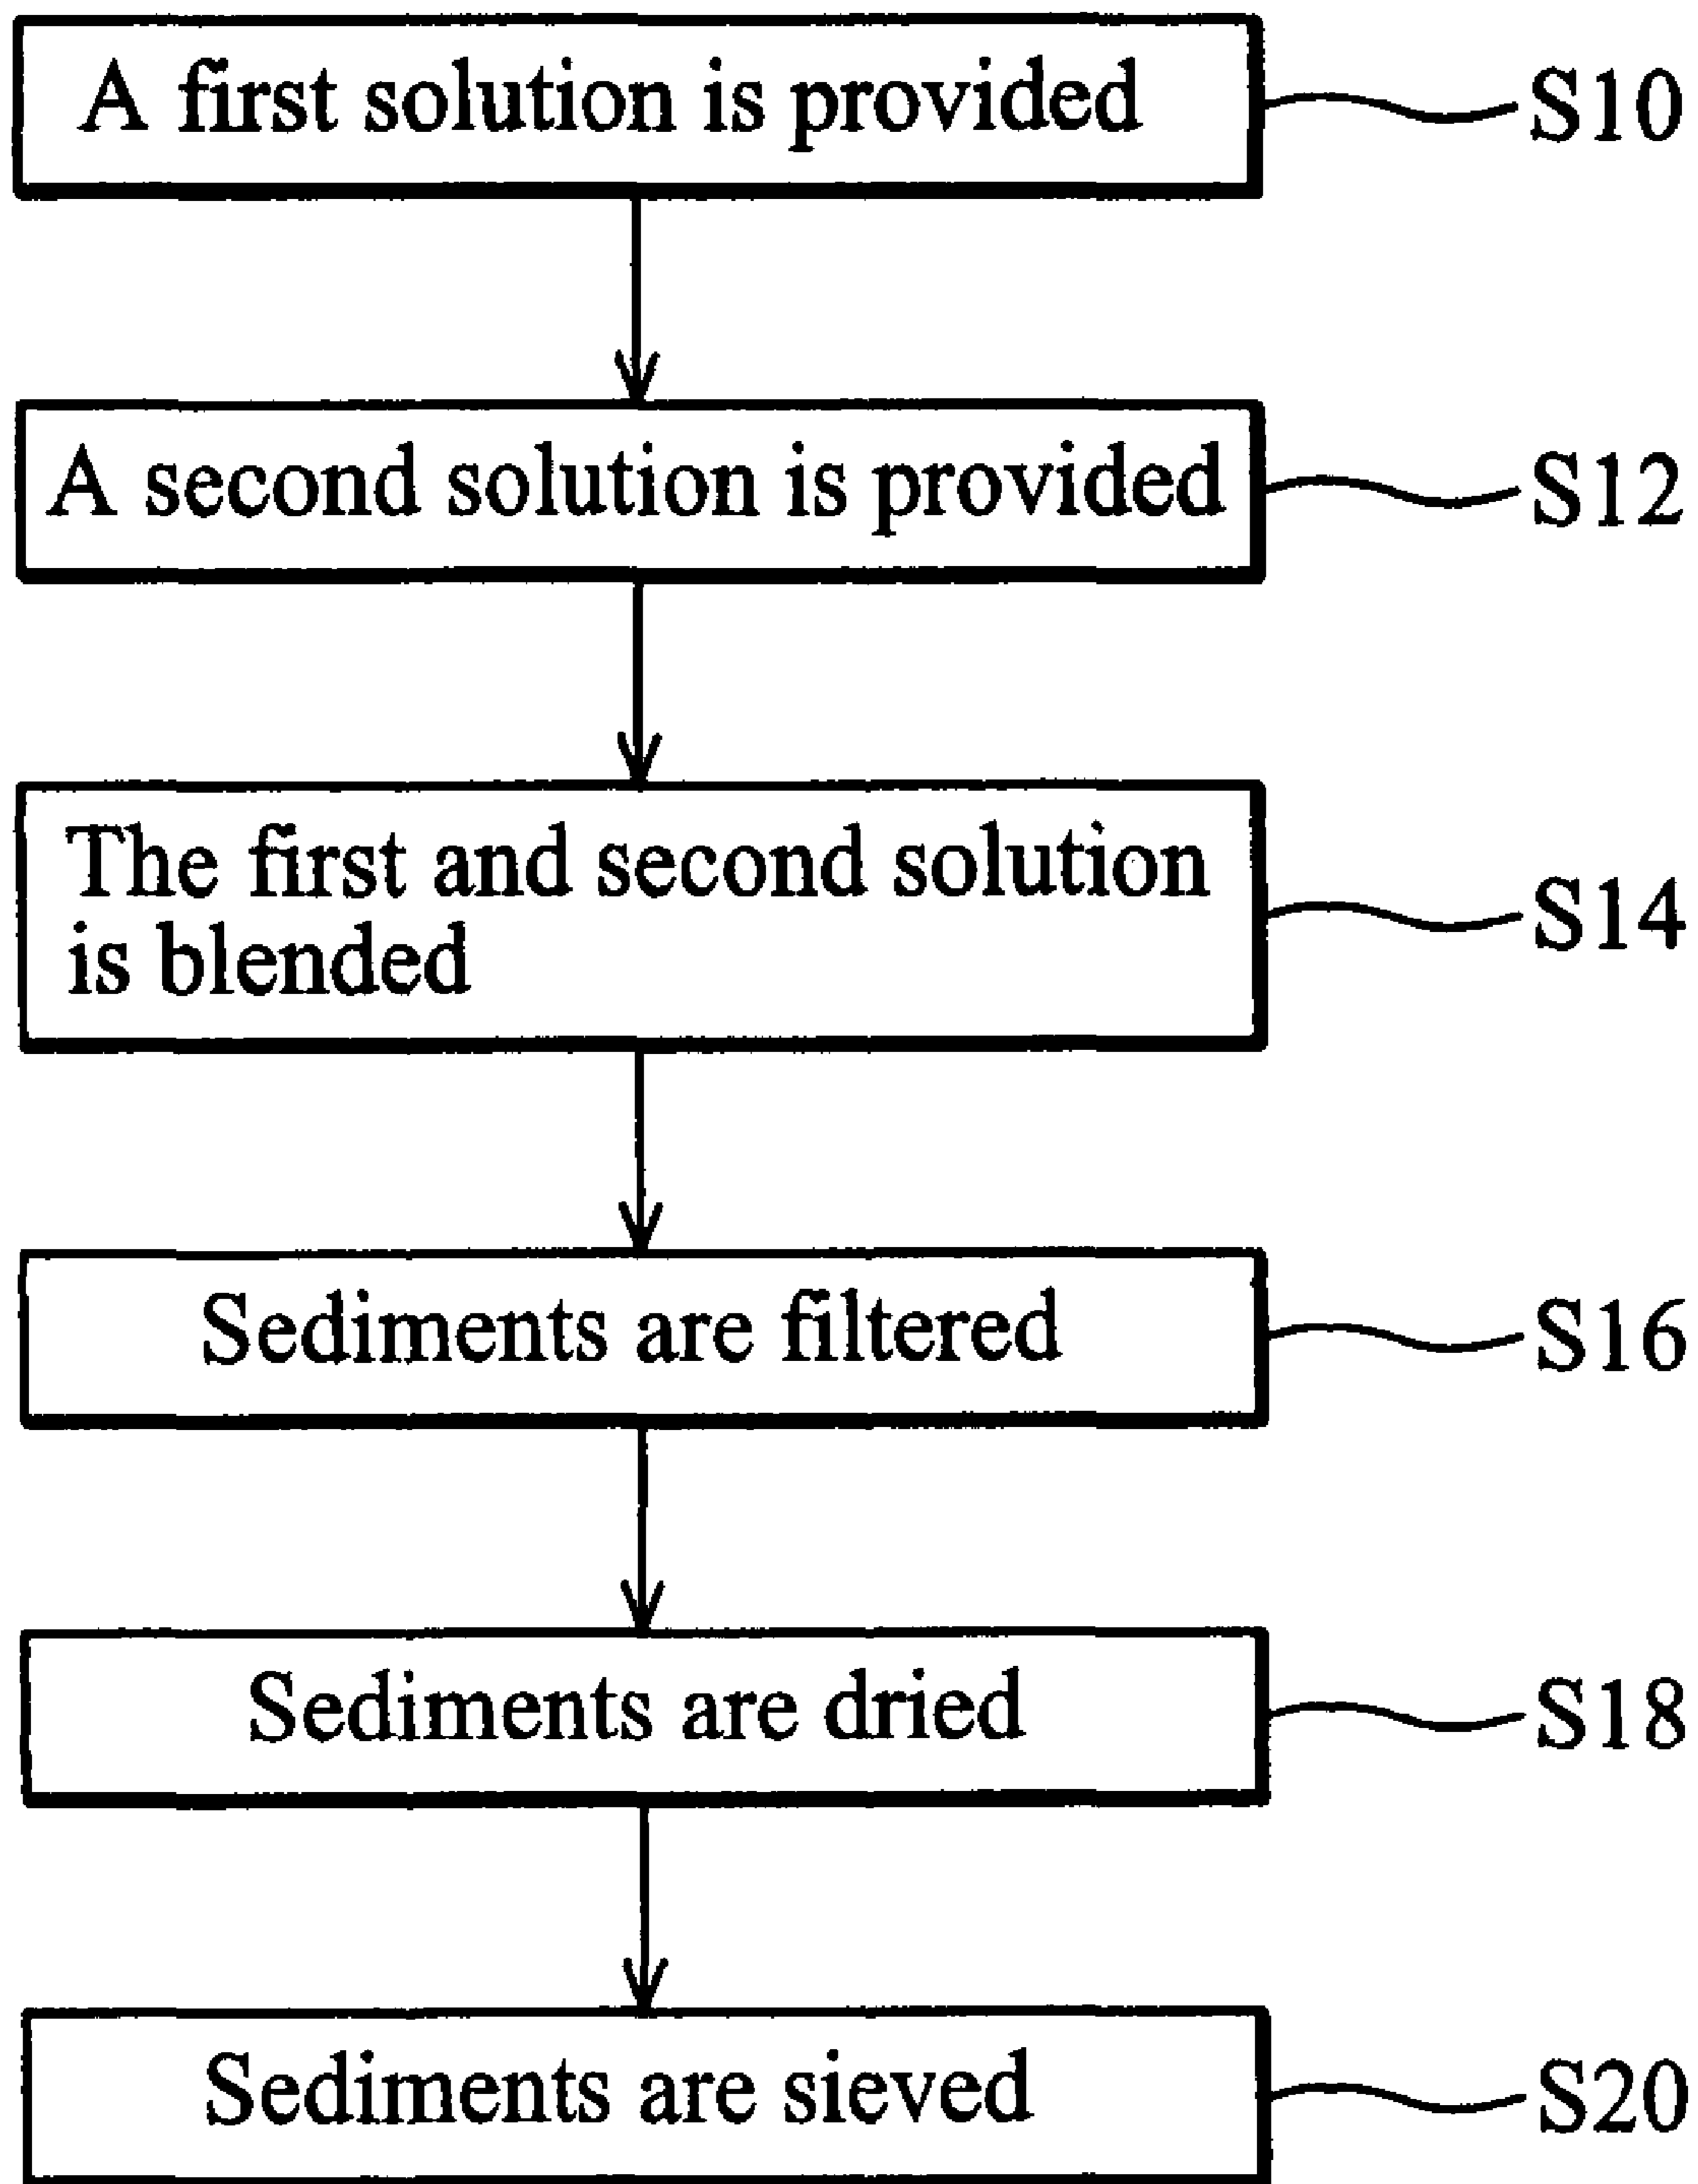 A first solution is provided
S10
A second solution is provided
S12
The first and second solution
is blended
S14
Sediments are filtered
S16
Sediments are dried
S18
Sediments are sieved
S20